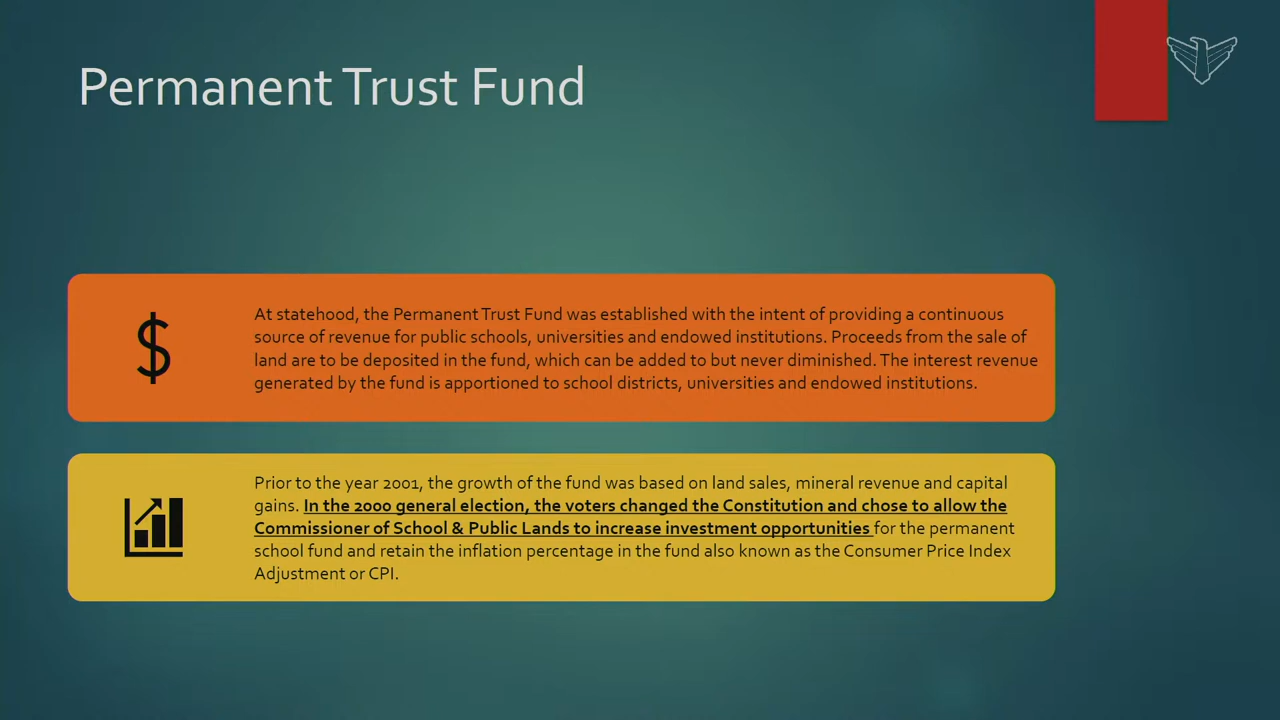 Permanent Trust Fund
$
At statehood, the Permanent Trust Fund was established with the intent of providing a continuous
source of revenue for public schools, universities and endowed institutions. Proceeds from the sale of
land are to be deposited in the fund, which can be added to but never diminished. The interest revenue
generated by the fund is apportioned to school districts, universities and endowed institutions.
Prior to the year 2001, the growth of the fund was based on land sales, mineral revenue and capital
gains. In the 2000 general election, the voters changed the Constitution and chose to allow the
Commissioner of School & Public Lands to increase investment opportunities for the permanent
school fund and retain the inflation percentage in the fund also known as the Consumer Price Index
Adjustment or CPI.